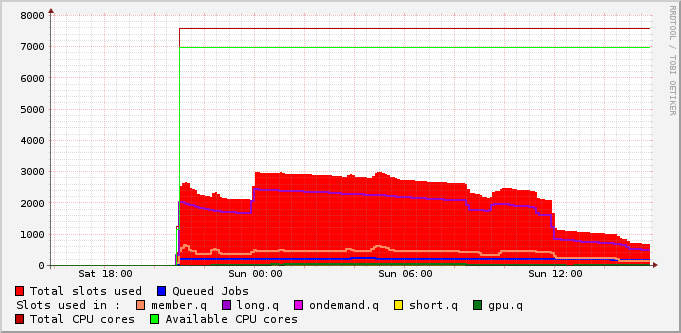 8000
7000
6000
5000
4000
3000
2000
1000
0
Sat 18:00 Sun 00:00 Sun 06:00 Sun 12:00
RRDTOOL / TOBI OETIKER
Total slots used Queued Jobs
Slots used in : member.q long.q ondemand.q short.q gpu.q
Total CPU cores Available CPU cores